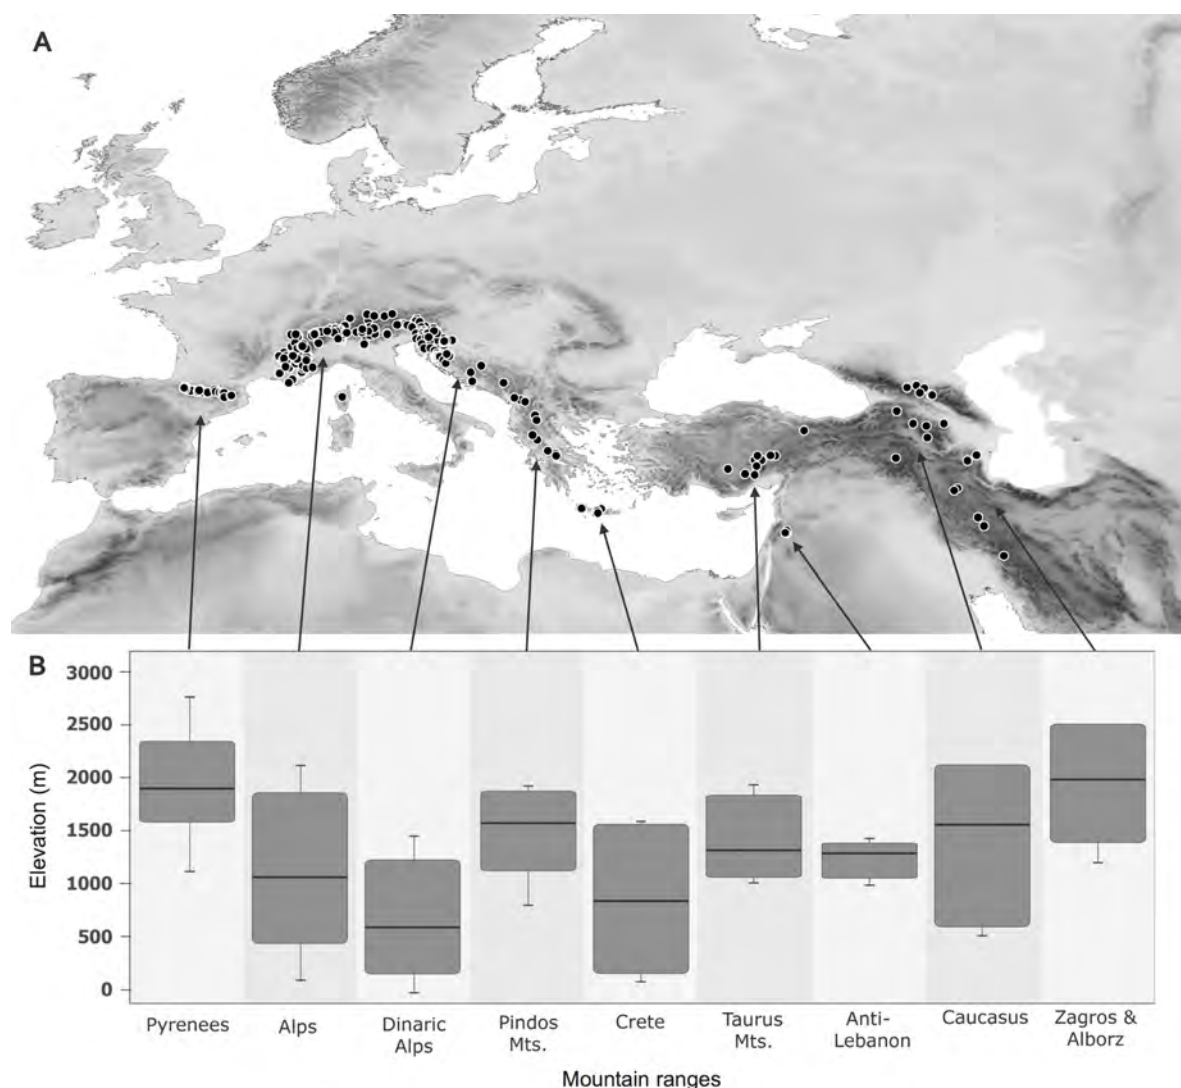 A
B
3000
2500
2000
1500
1000
500
0
Elevation (m)
Pyrenees
Alps
Dinaric
Alps
Pindos
Mts.
Crete
Taurus
Mts.
Anti-
Lebanon
Caucasus
Zagros &
Alborz
Mountain ranges